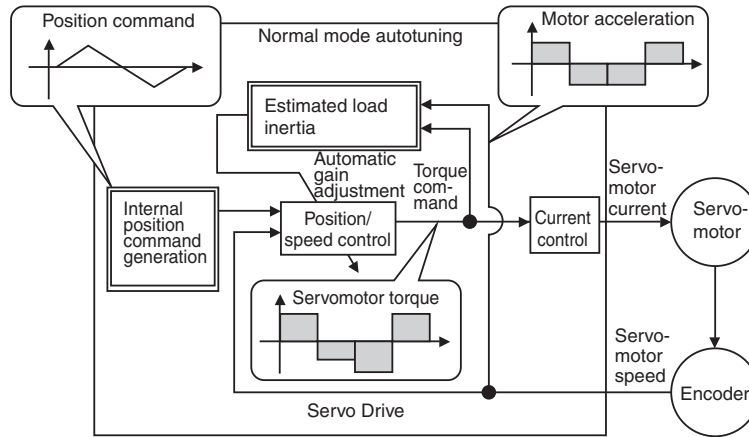 Position command
Normal mode autotuning
Motor acceleration
Estimated load
inertia
Automatic
gain
adjustment
Torque
com-
mand
Servo-
motor
current
Internal
position
command
generation
Position/
speed control
Current
control
Servo-
motor
Servomotor torque
Servo-
motor
speed
Encoder
Servo Drive